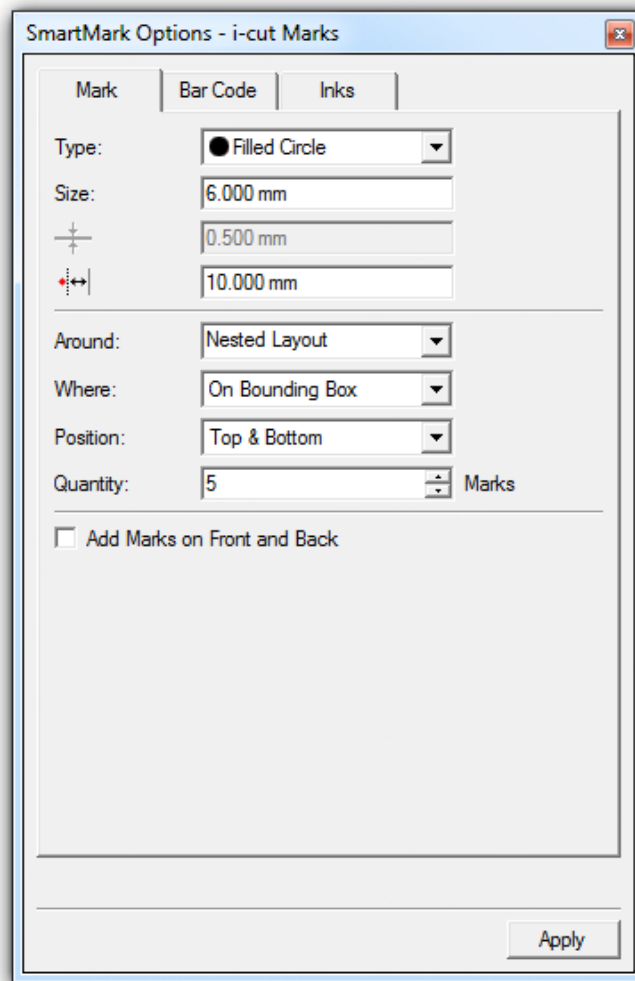 SmartMark Options - i-cut Marks
Mark Bar Code Inks
Type: Filled Circle
Size: 6.000 mm
0.500 mm
10.000 mm
Around: Nested Layout
Where: On Bounding Box
Position: Top & Bottom
Quantity: 5 Marks
Add Marks on Front and Back
Apply